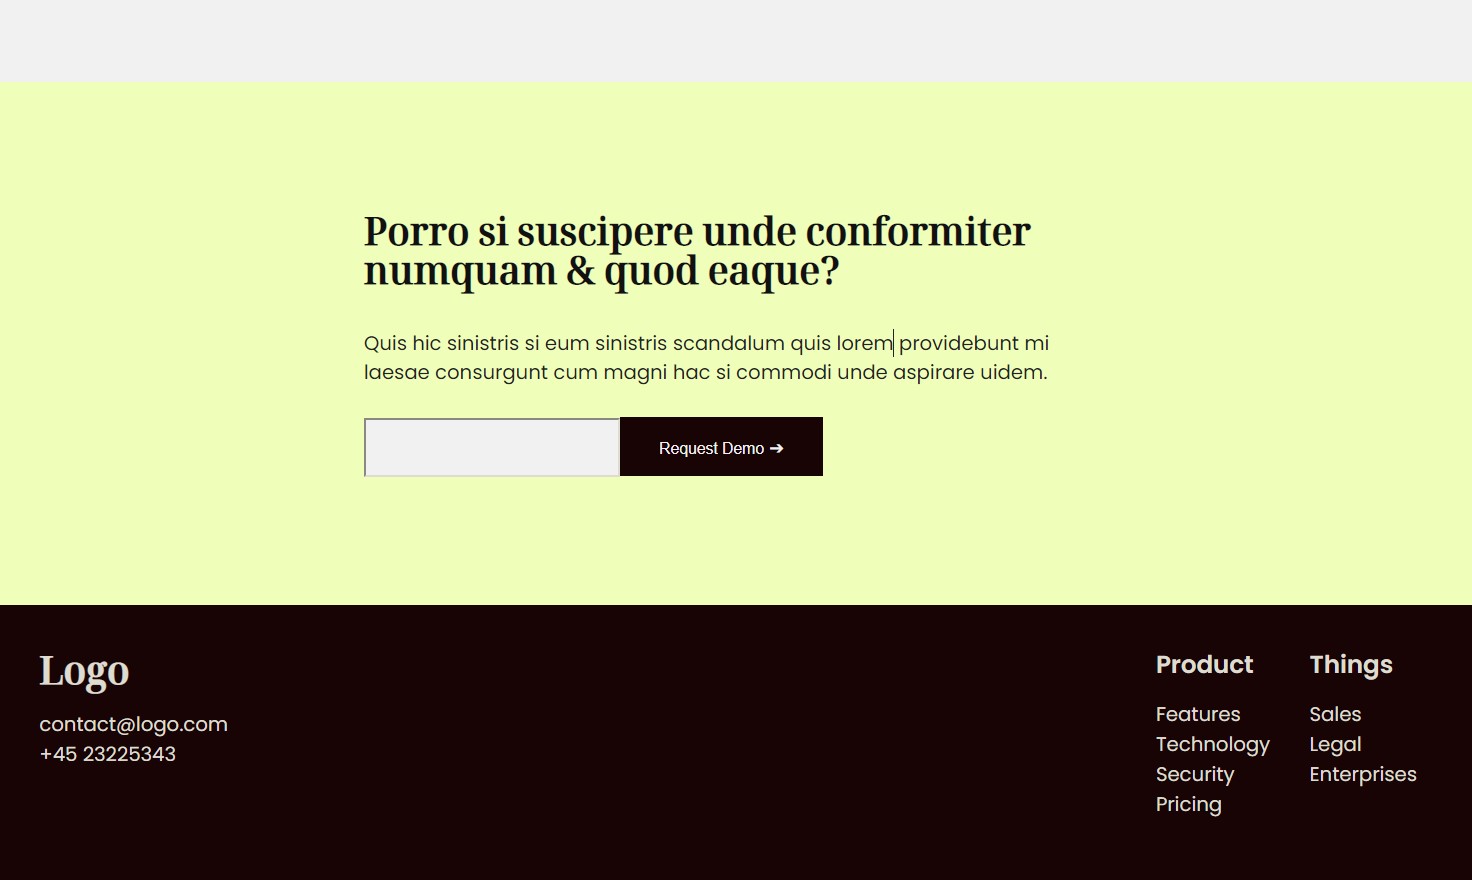 Porro si suscipere unde conformiter
numquam & quod eaque?
Quis hic sinistris si eum sinistris scandalum quis lorem providebunt mi
laesae consurgunt cum magni hac si commodi unde aspirare uidem.
Request Demo ➔
Logo
contact@logo.com
+45 23225343
Product
Features
Technology
Security
Pricing
Things
Sales
Legal
Enterprises